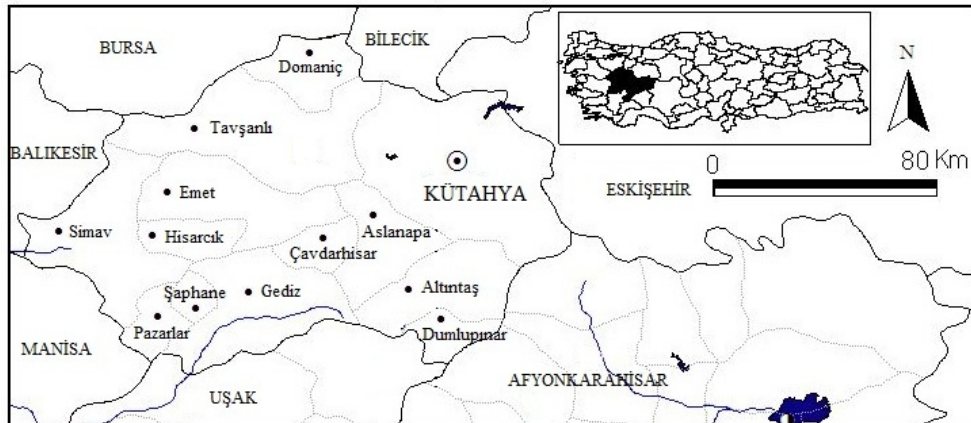 BURSA
BİLECİK
Domaniç
N
Tavşanlı
BALIKESİR
0
80 Km
KÜTAHYA
ESKİŞEHİR
Emet
Aslanapa
Simav
Hisarcık
Çavdarhisar
Şaphane
Gediz
Altıntaş
Pazarlar
Dumlupınar
MANİSA
AFYONKARAHİSAR
UŞAK